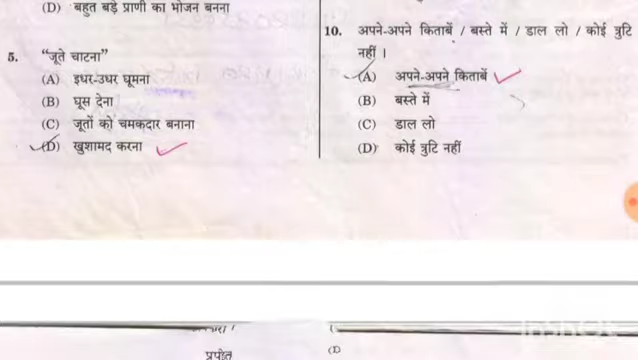 (D) बहुत बड़े प्राणी का भोजन बनना
5. “जूते चाटना”
(A) इधर-उधर घूमना
(B) घूस देना
(C) जूतों को चमकदार बनाना
(D) खुशामद करना
10. अपने-अपने किताबें / बस्ते में / डाल लो / कोई त्रुटि
नहीं ।
(A) अपने-अपने किताबें
(B) बस्ते में
(C) डाल लो
(D) कोई त्रुटि नहीं